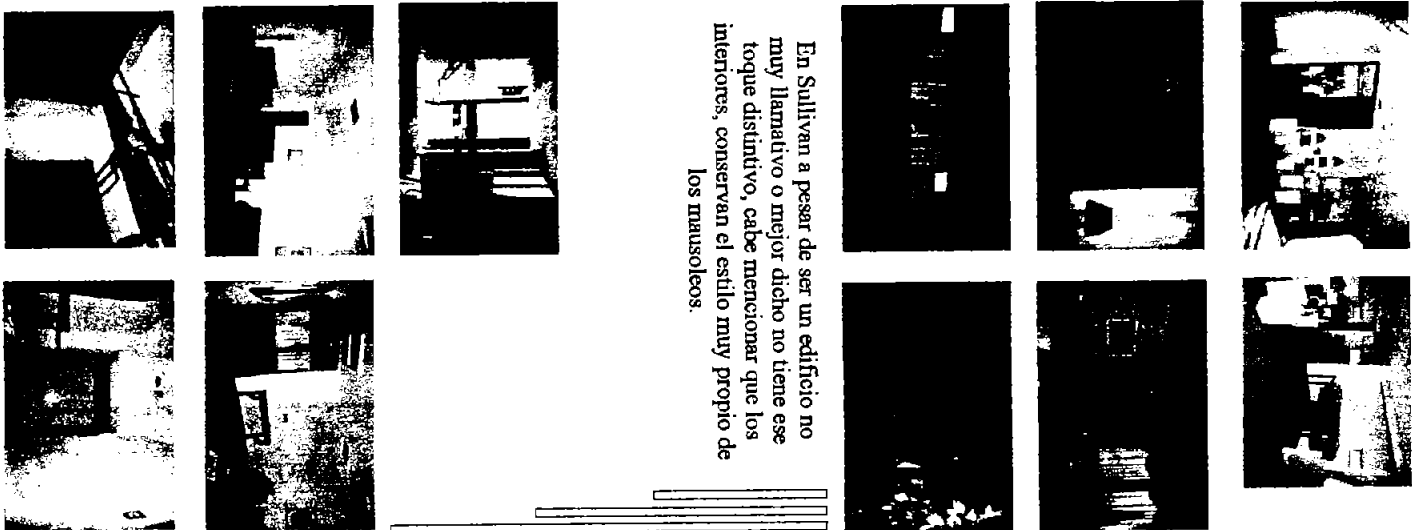 En Sullivan a pesar de ser un edificio no
muy llamativo o mejor dicho no tiene ese
toque distintivo, cabe mencionar que los
interiores, conservan el estilo muy propio de
los mausoleos.